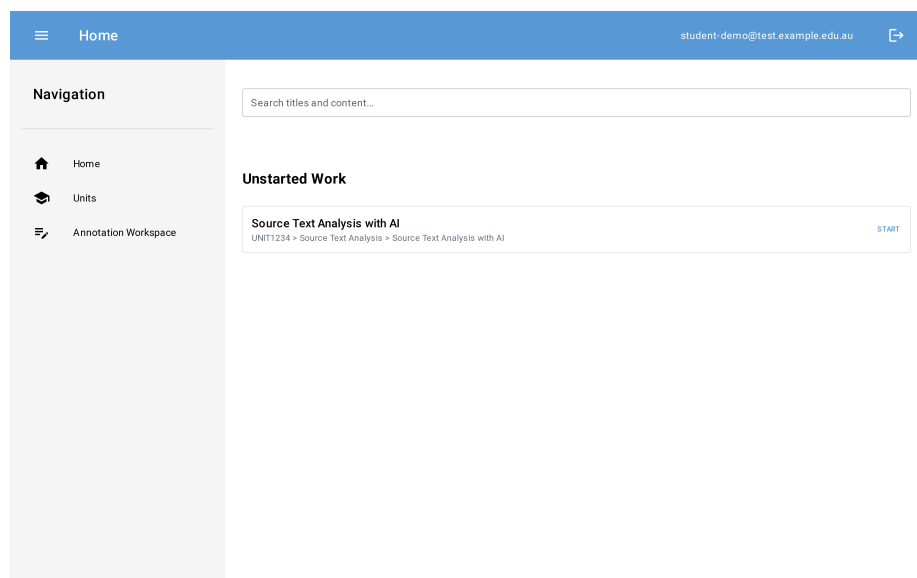 Home
student-demo@test.example.edu.au
Navigation
Home
Units
Annotation Workspace
Search titles and content...
Unstarted Work
Source Text Analysis with AI
UNIT1234 > Source Text Analysis > Source Text Analysis with AI
START